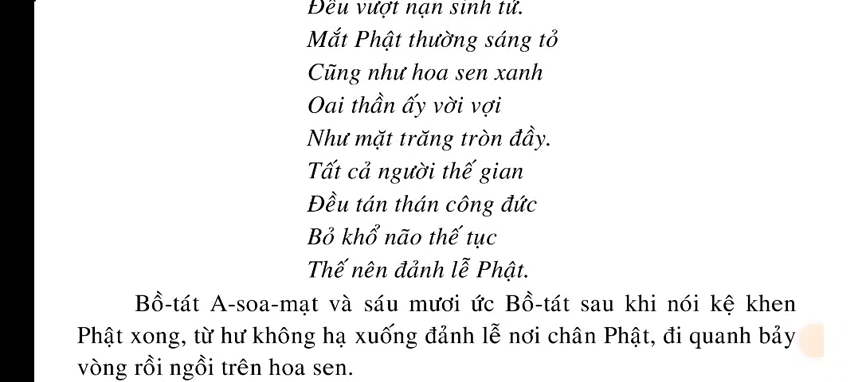 Đều vượt nạn sinh tử.
Mắt Phật thường sáng tỏ
Cũng như hoa sen xanh
Oai thần ấy vời vợi
Như mặt trăng tròn đầy.
Tất cả người thế gian
Đều tán thán công đức
Bỏ khổ não thế tục
Thế nên đảnh lễ Phật.
Bồ-tát A-soa-mạt và sáu mươi ức Bồ-tát sau khi nói kệ khen
Phật xong, từ hư không hạ xuống đảnh lễ nơi chân Phật, đi quanh bảy
vòng rồi ngồi trên hoa sen.